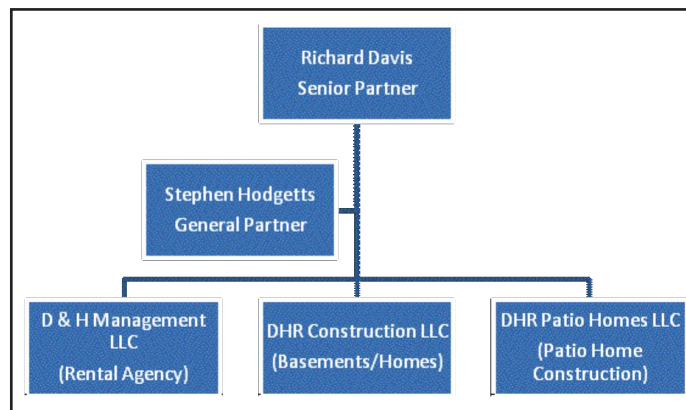 Richard Davis
Senior Partner
Stephen Hodgetts
General Partner
D & H Management
LLC
(Rental Agency)
DHR Construction LLC
(Basements/Homes)
DHR Patio Homes LLC
(Patio Home
Construction)